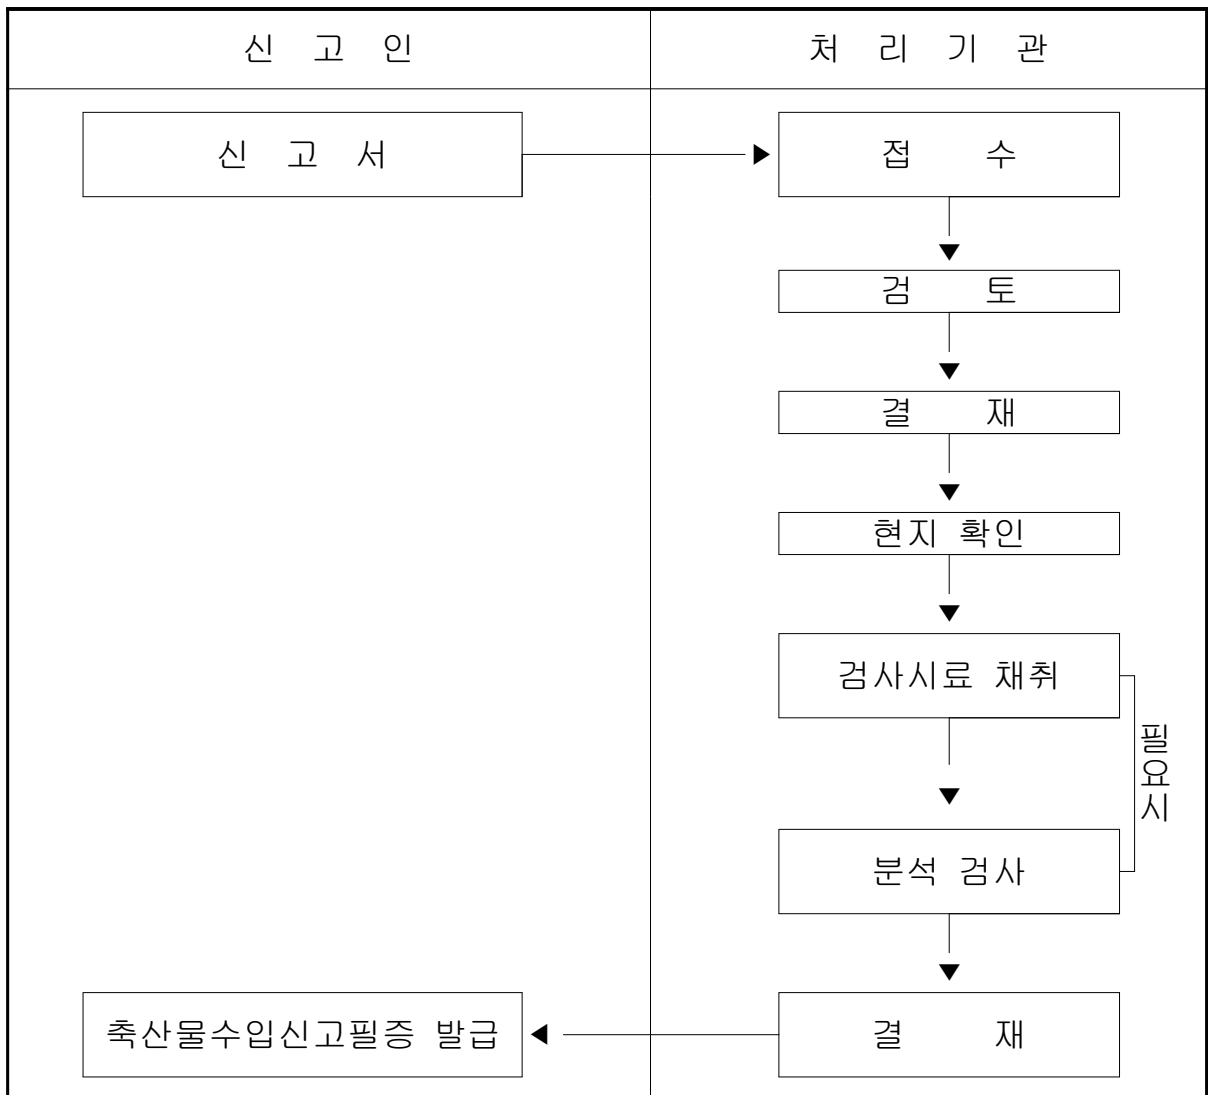 신 고 인
처 리 기 관
신 고 서
접 수
검 토
결 재
현지 확인
검사시료 채취
필요시
분석 검사
축산물수입신고필증 발급
결 재